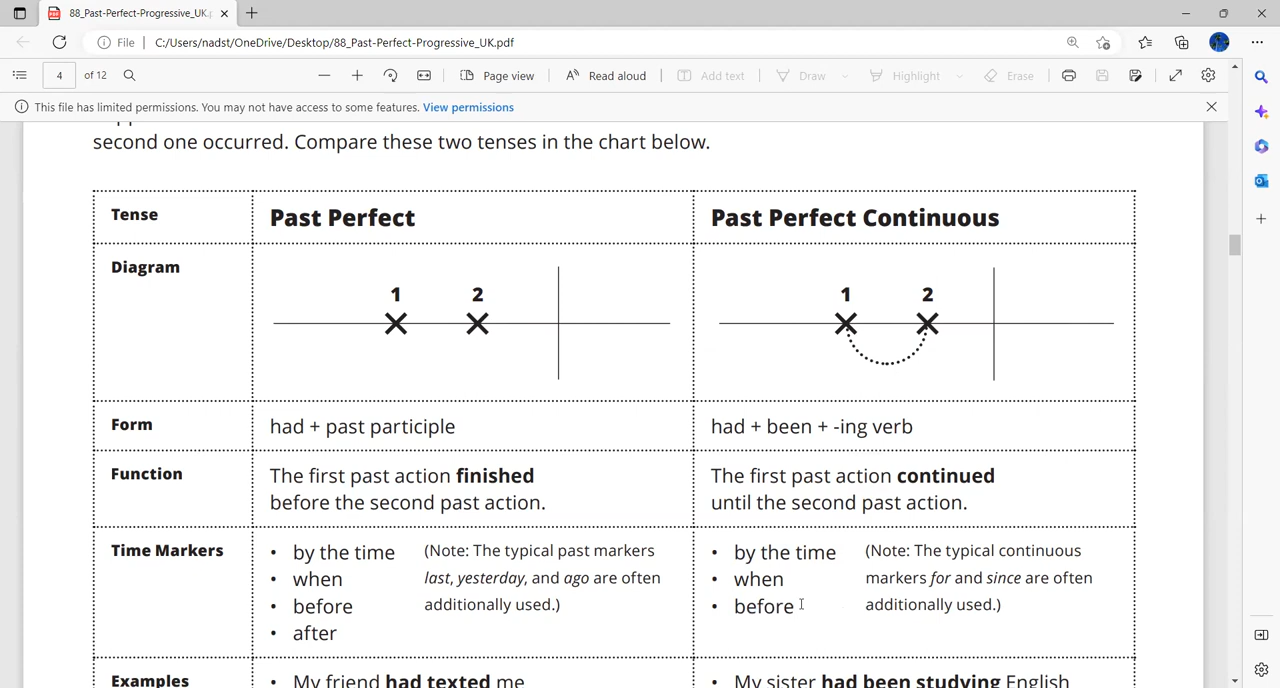 88_Past-Perfect-Progressive_UK.p
File
C:/Users/nadst/OneDrive/Desktop/88_Past-Perfect-Progressive_UK.pdf
4 of 12
Page view
Read aloud
Add text
Draw
Highlight
Erase
This file has limited permissions. You may not have access to some features. View permissions
second one occurred. Compare these two tenses in the chart below.
Tense
Past Perfect
Past Perfect Continuous
Diagram
1 2
1 2
Form
had + past participle
had + been + -ing verb
Function
The first past action finished
before the second past action.
The first past action continued
until the second past action.
Time Markers
• by the time
• when
• before
• after
(Note: The typical past markers
last, yesterday, and ago are often
additionally used.)
• by the time
• when
• before
(Note: The typical continuous
markers for and since are often
additionally used.)
Examples
• My friend had texted me
• My sister had been studying English